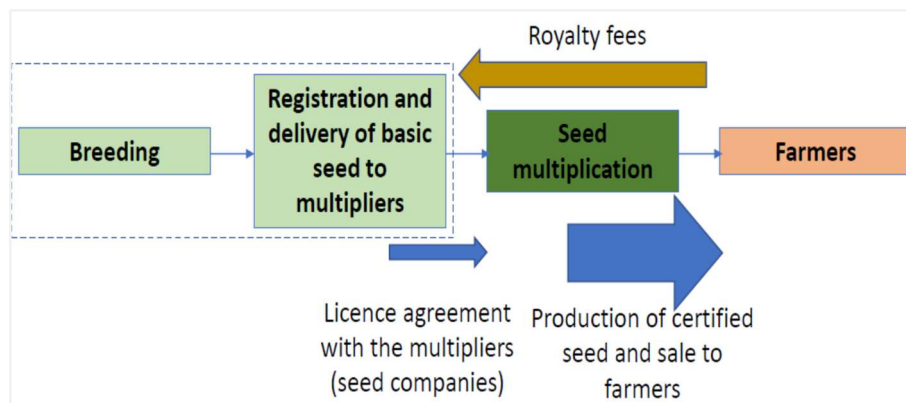 Royalty fees
Breeding
Registration and
delivery of basic
seed to
multipliers
Seed
multiplication
Farmers
Licence agreement
with the multipliers
(seed companies)
Production of certified
seed and sale to
farmers